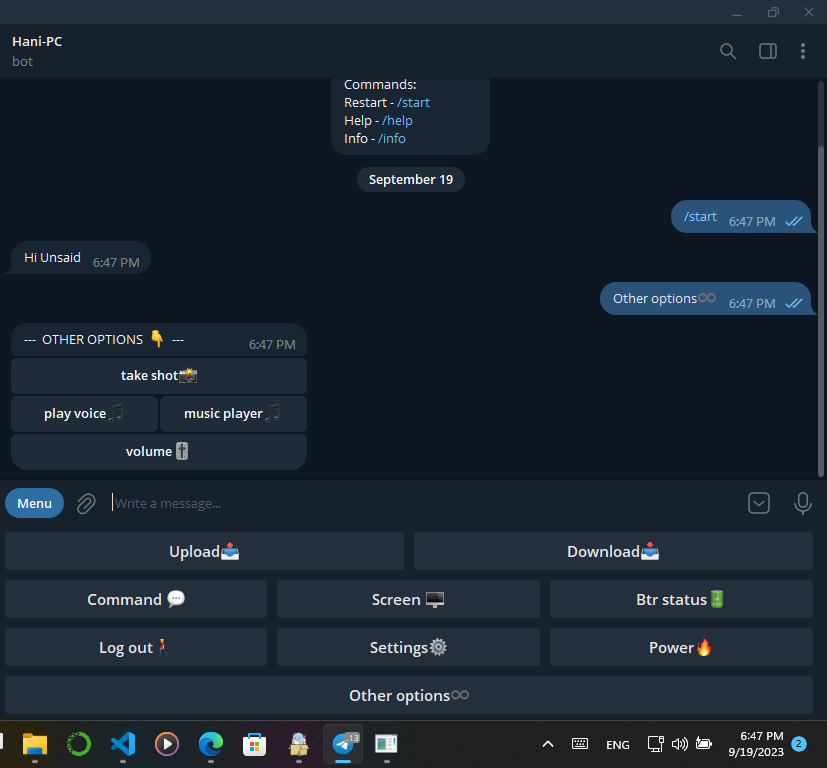 Hani-PC
bot
Commands:
Restart - /start
Help - /help
Info - /info
September 19
/start 6:47 PM
Hi Unsaid 6:47 PM
Other options♾ 6:47 PM
--- OTHER OPTIONS 👇 --- 6:47 PM
take shot📸
play voice🎵 music player🎵
volume🎚
Menu Write a message...
Upload📤 Download📥
Command 💬 Screen 🖥 Btr status🔋
Log out🚶 Settings⚙ Power🔥
Other options♾
13
ENG 6:47 PM 2
9/19/2023